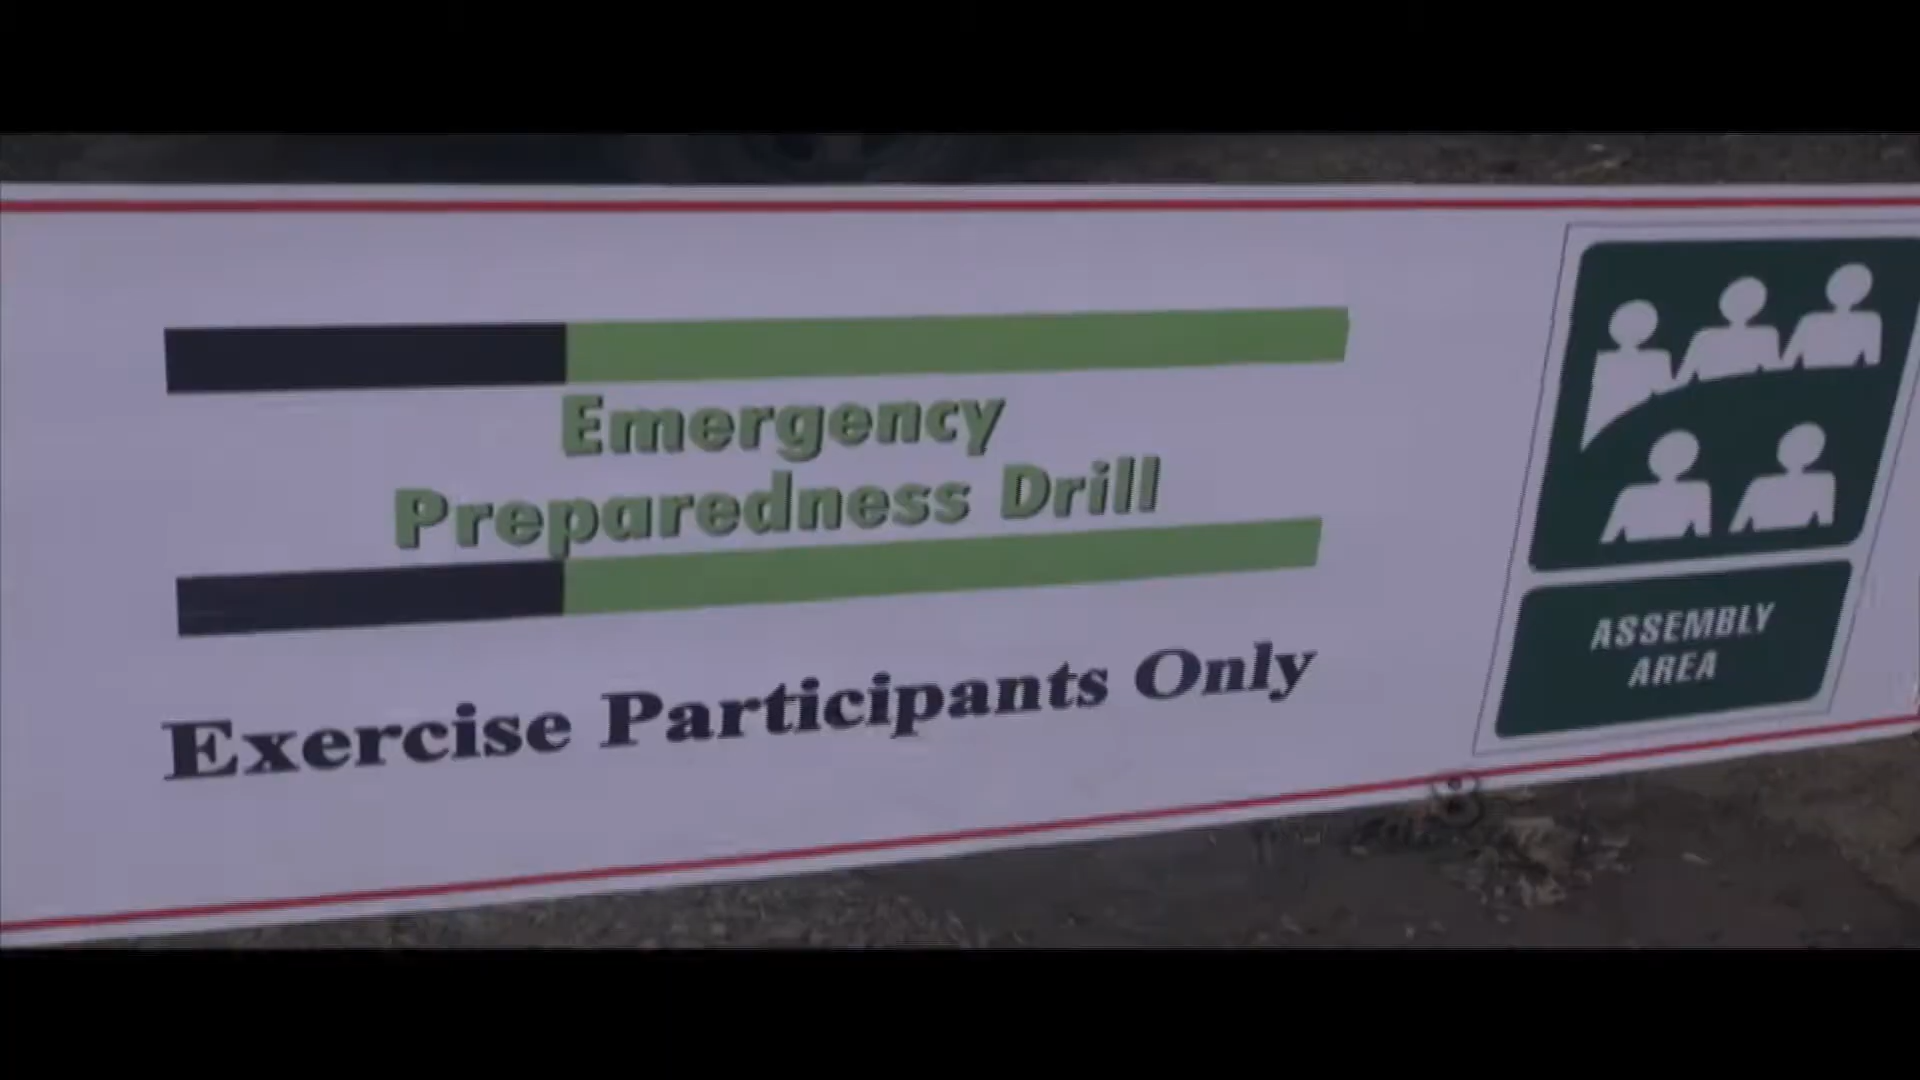 Emergency
Preparedness Drill
Exercise Participants Only
ASSEMBLY
AREA